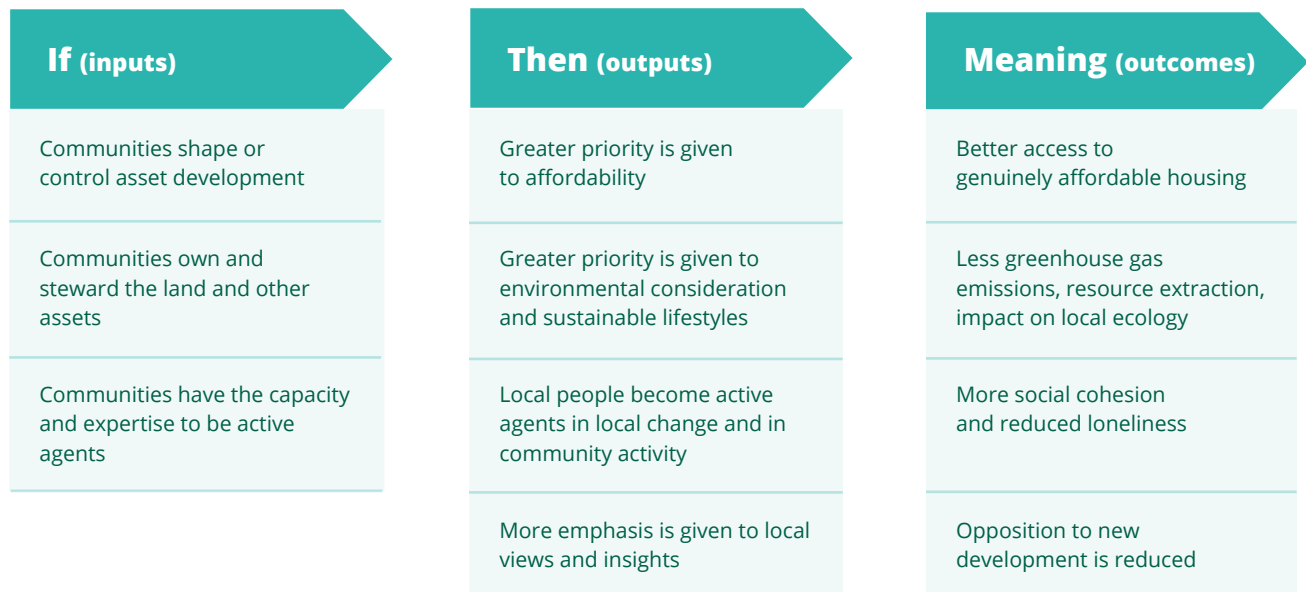 If (inputs)
Communities shape or
control asset development
Communities own and
steward the land and other
assets
Communities have the capacity
and expertise to be active
agents
Then (outputs)
Greater priority is given
to affordability
Greater priority is given to
environmental consideration
and sustainable lifestyles
Local people become active
agents in local change and in
community activity
More emphasis is given to local
views and insights
Meaning (outcomes)
Better access to
genuinely affordable housing
Less greenhouse gas
emissions, resource extraction,
impact on local ecology
More social cohesion
and reduced loneliness
Opposition to new
development is reduced